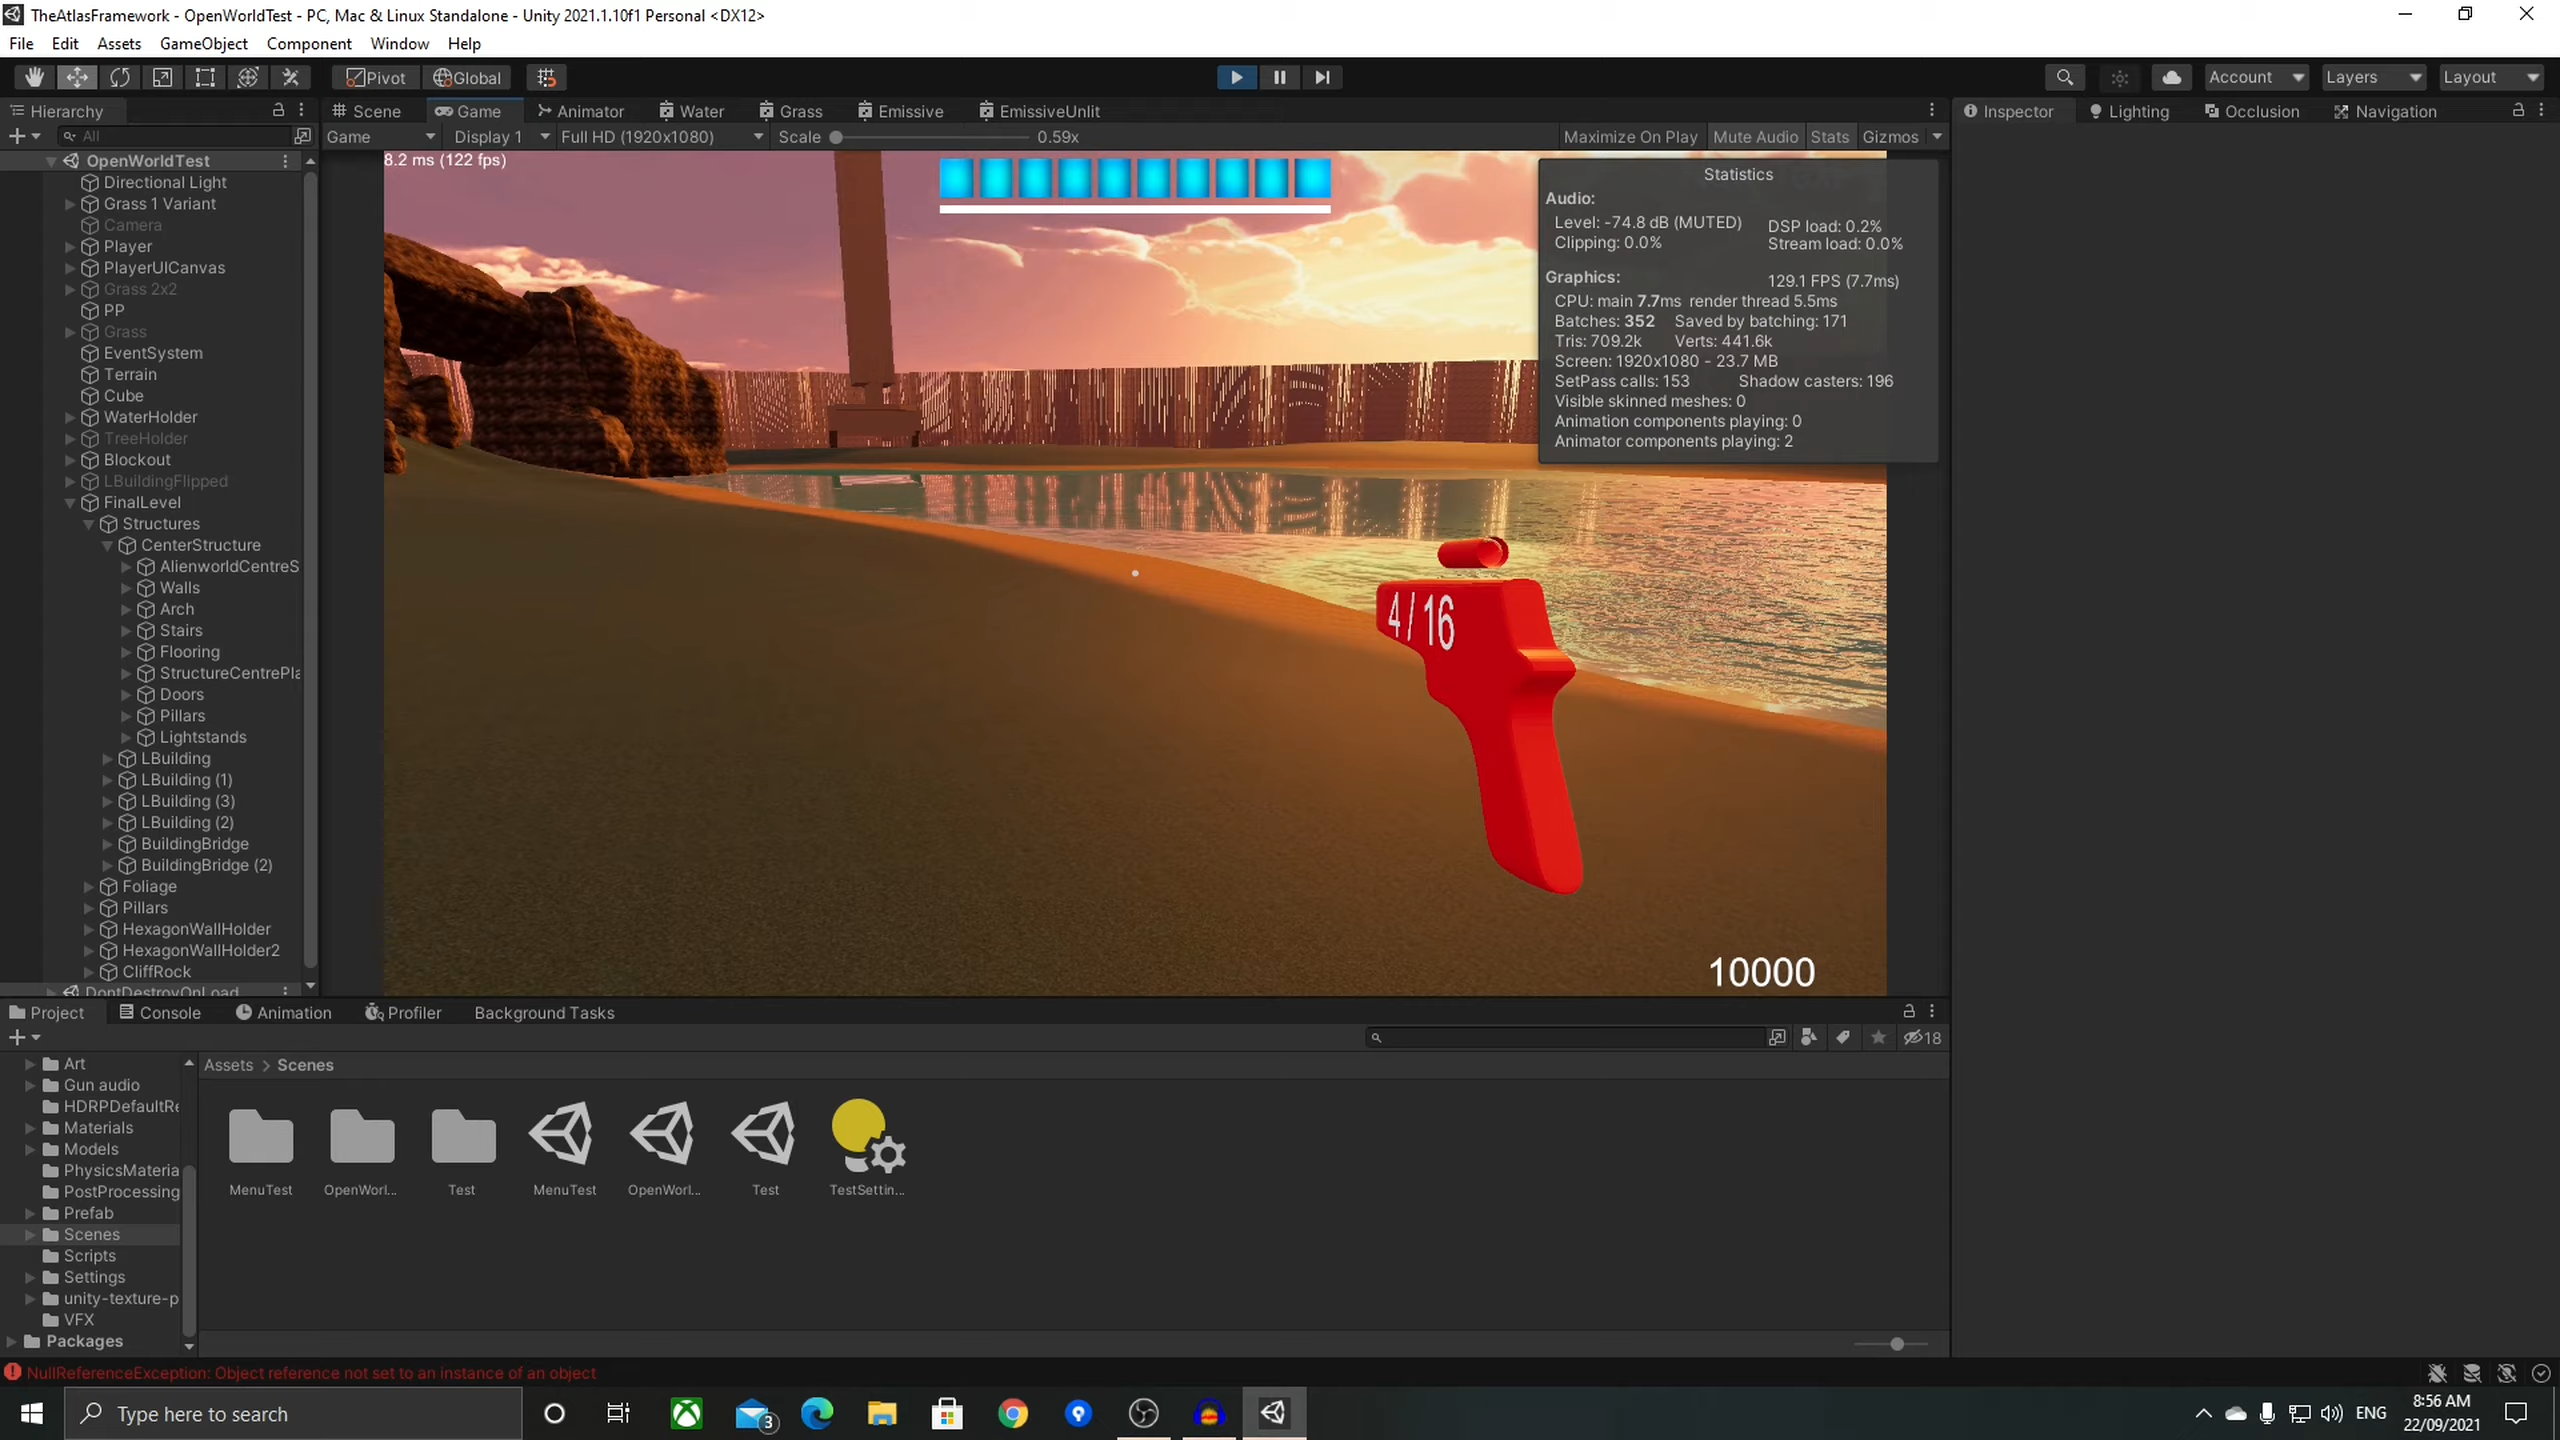 TheAtlasFramework - OpenWorldTest - PC, Mac & Linux Standalone - Unity 2021.1.10f1 Personal <DX12>
File Edit Assets GameObject Component Window Help
Pivot Global Account Layers Layout
Hierarchy
All
OpenWorldTest
Directional Light
Grass 1 Variant
Camera
Player
PlayerUICanvas
Grass 2x2
PP
Grass
EventSystem
Terrain
Cube
WaterHolder
TreeHolder
Blockout
LBuildingFlipped
FinalLevel
Structures
CenterStructure
AlienworldCentreS
Walls
Arch
Stairs
Flooring
StructureCentrePla
Doors
Pillars
Lightstands
LBuilding
LBuilding (1)
LBuilding (3)
LBuilding (2)
BuildingBridge
BuildingBridge (2)
Foliage
Pillars
HexagonWallHolder
HexagonWallHolder2
CliffRock
DontDestroyOnLoad
Scene Game Animator Water Grass Emissive EmissiveUnlit
Game Display 1 Full HD (1920x1080) Scale 0.59x Maximize On Play Mute Audio Stats Gizmos
8.2 ms (122 fps)
Statistics
Audio:
Level: -74.8 dB (MUTED) DSP load: 0.2%
Clipping: 0.0% Stream load: 0.0%
Graphics: 129.1 FPS (7.7ms)
CPU: main 7.7ms render thread 5.5ms
Batches: 352 Saved by batching: 171
Tris: 709.2k Verts: 441.6k
Screen: 1920x1080 - 23.7 MB
SetPass calls: 153 Shadow casters: 196
Visible skinned meshes: 0
Animation components playing: 0
Animator components playing: 2
4/16
10000
Inspector Lighting Occlusion Navigation
Project Console Animation Profiler Background Tasks
18
Art
Gun audio
HDRPDefaultRe
Materials
Models
PhysicsMateria
PostProcessing
Prefab
Scenes
Scripts
Settings
unity-texture-p
VFX
Packages
Assets > Scenes
MenuTest OpenWorl... Test MenuTest OpenWorl... Test TestSettin...
NullReferenceException: Object reference not set to an instance of an object
Type here to search
3
ENG
8:56 AM
22/09/2021